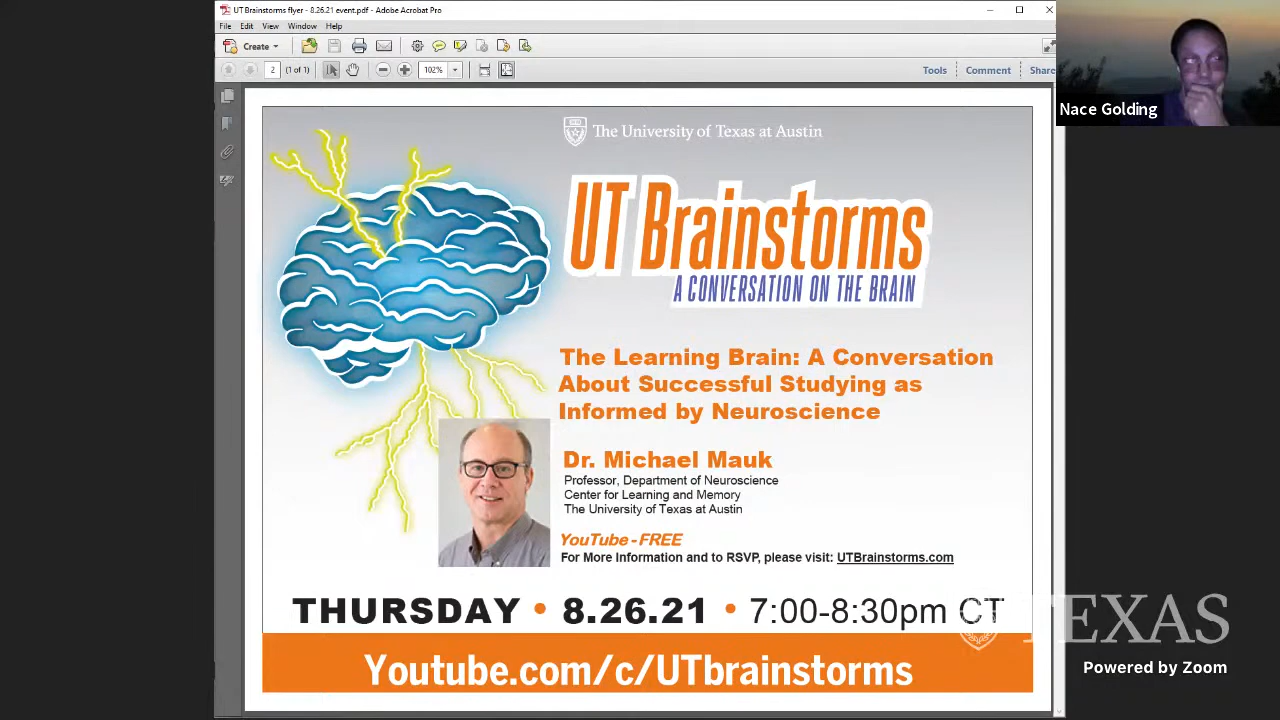 UT Brainstorms flyer - 8.26.21 event.pdf - Adobe Acrobat Pro
File Edit View Window Help
Create
2 (1 of 1) 102% Tools Comment Share
Nace Golding
The University of Texas at Austin
UT Brainstorms
A CONVERSATION ON THE BRAIN
The Learning Brain: A Conversation
About Successful Studying as
Informed by Neuroscience
Dr. Michael Mauk
Professor, Department of Neuroscience
Center for Learning and Memory
The University of Texas at Austin
YouTube - FREE
For More Information and to RSVP, please visit: UTBrainstorms.com
THURSDAY • 8.26.21 • 7:00-8:30pm CT
TEXAS
Powered by Zoom
Youtube.com/c/UTbrainstorms